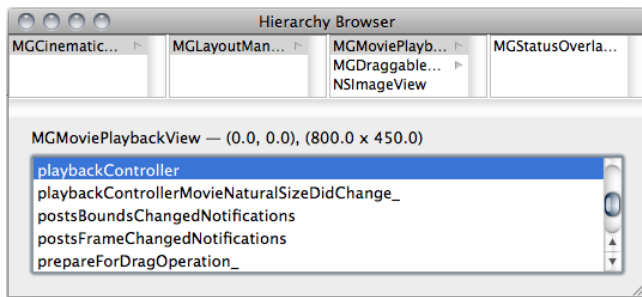 Hierarchy Browser
MGCinematic...
MGLayoutMan...
MGMoviePlayb...
MGDraggable...
NSImageView
MGStatusOverla...
MGMoviePlaybackView — (0.0, 0.0), (800.0 x 450.0)
playbackController
playbackControllerMovieNaturalSizeDidChange_
postsBoundsChangedNotifications
postsFrameChangedNotifications
prepareForDragOperation_